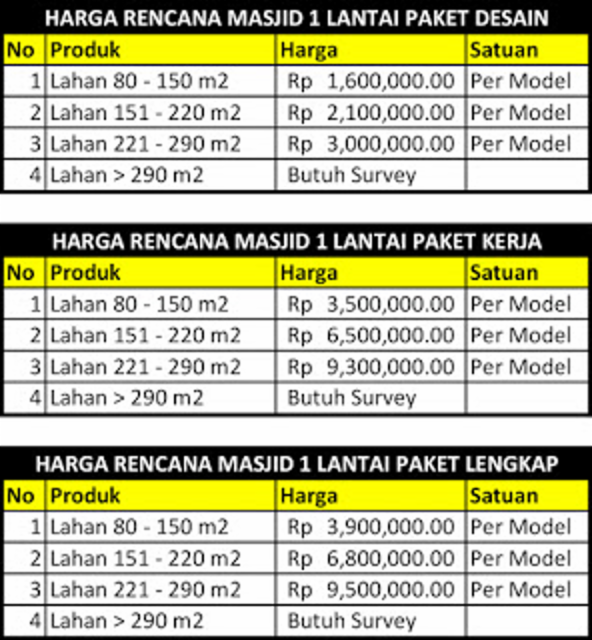 HARGA RENCANA MASJID 1 LANTAI PAKET DESAIN
No Produk Harga Satuan
1 Lahan 80 - 150 m2 Rp 1,600,000.00 Per Model
2 Lahan 151 - 220 m2 Rp 2,100,000.00 Per Model
3 Lahan 221 - 290 m2 Rp 3,000,000.00 Per Model
4 Lahan > 290 m2 Butuh Survey
HARGA RENCANA MASJID 1 LANTAI PAKET KERJA
No Produk Harga Satuan
1 Lahan 80 - 150 m2 Rp 3,500,000.00 Per Model
2 Lahan 151 - 220 m2 Rp 6,500,000.00 Per Model
3 Lahan 221 - 290 m2 Rp 9,300,000.00 Per Model
4 Lahan > 290 m2 Butuh Survey
HARGA RENCANA MASJID 1 LANTAI PAKET LENGKAP
No Produk Harga Satuan
1 Lahan 80 - 150 m2 Rp 3,900,000.00 Per Model
2 Lahan 151 - 220 m2 Rp 6,800,000.00 Per Model
3 Lahan 221 - 290 m2 Rp 9,500,000.00 Per Model
4 Lahan > 290 m2 Butuh Survey